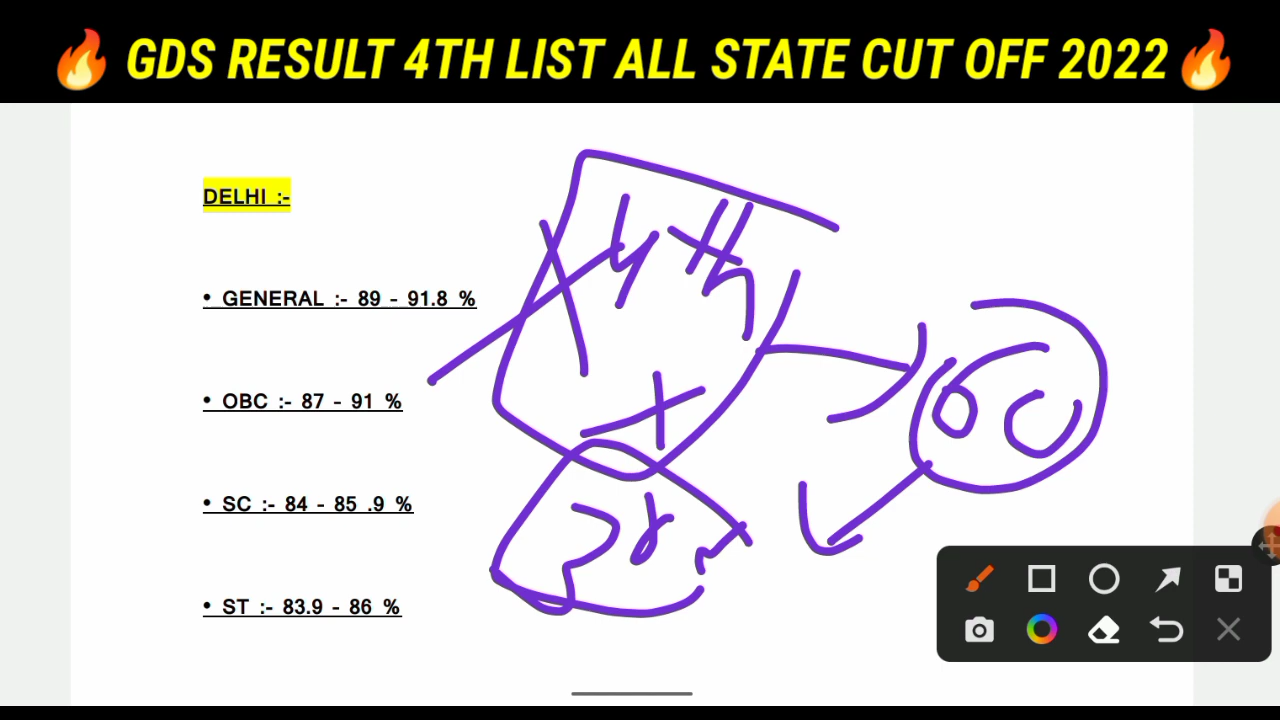 🔥 GDS RESULT 4TH LIST ALL STATE CUT OFF 2022 🔥
DELHI :-
• GENERAL :- 89 - 91.8 %
• OBC :- 87 - 91 %
• SC :- 84 - 85 .9 %
• ST :- 83.9 - 86 %
4th